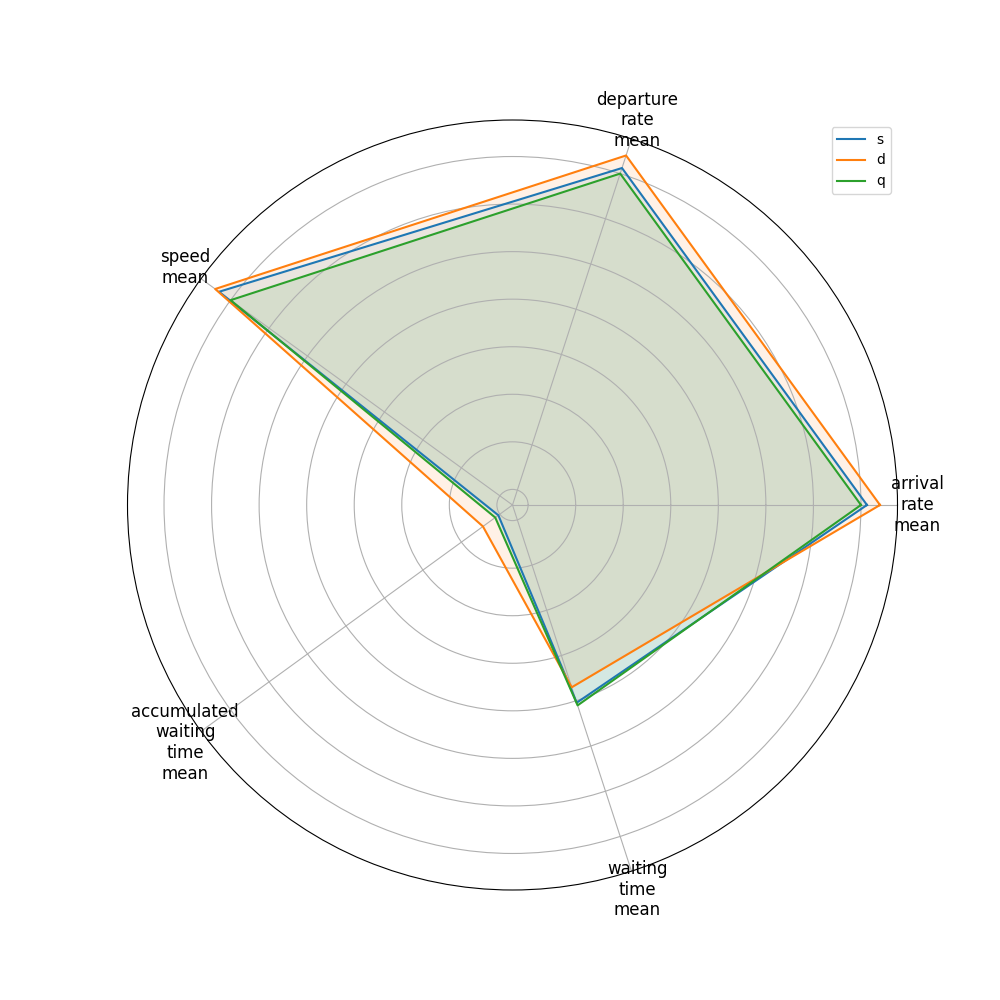 departure
rate
mean
s
d
q
speed
mean
arrival
rate
mean
accumulated
waiting
time
mean
waiting
time
mean